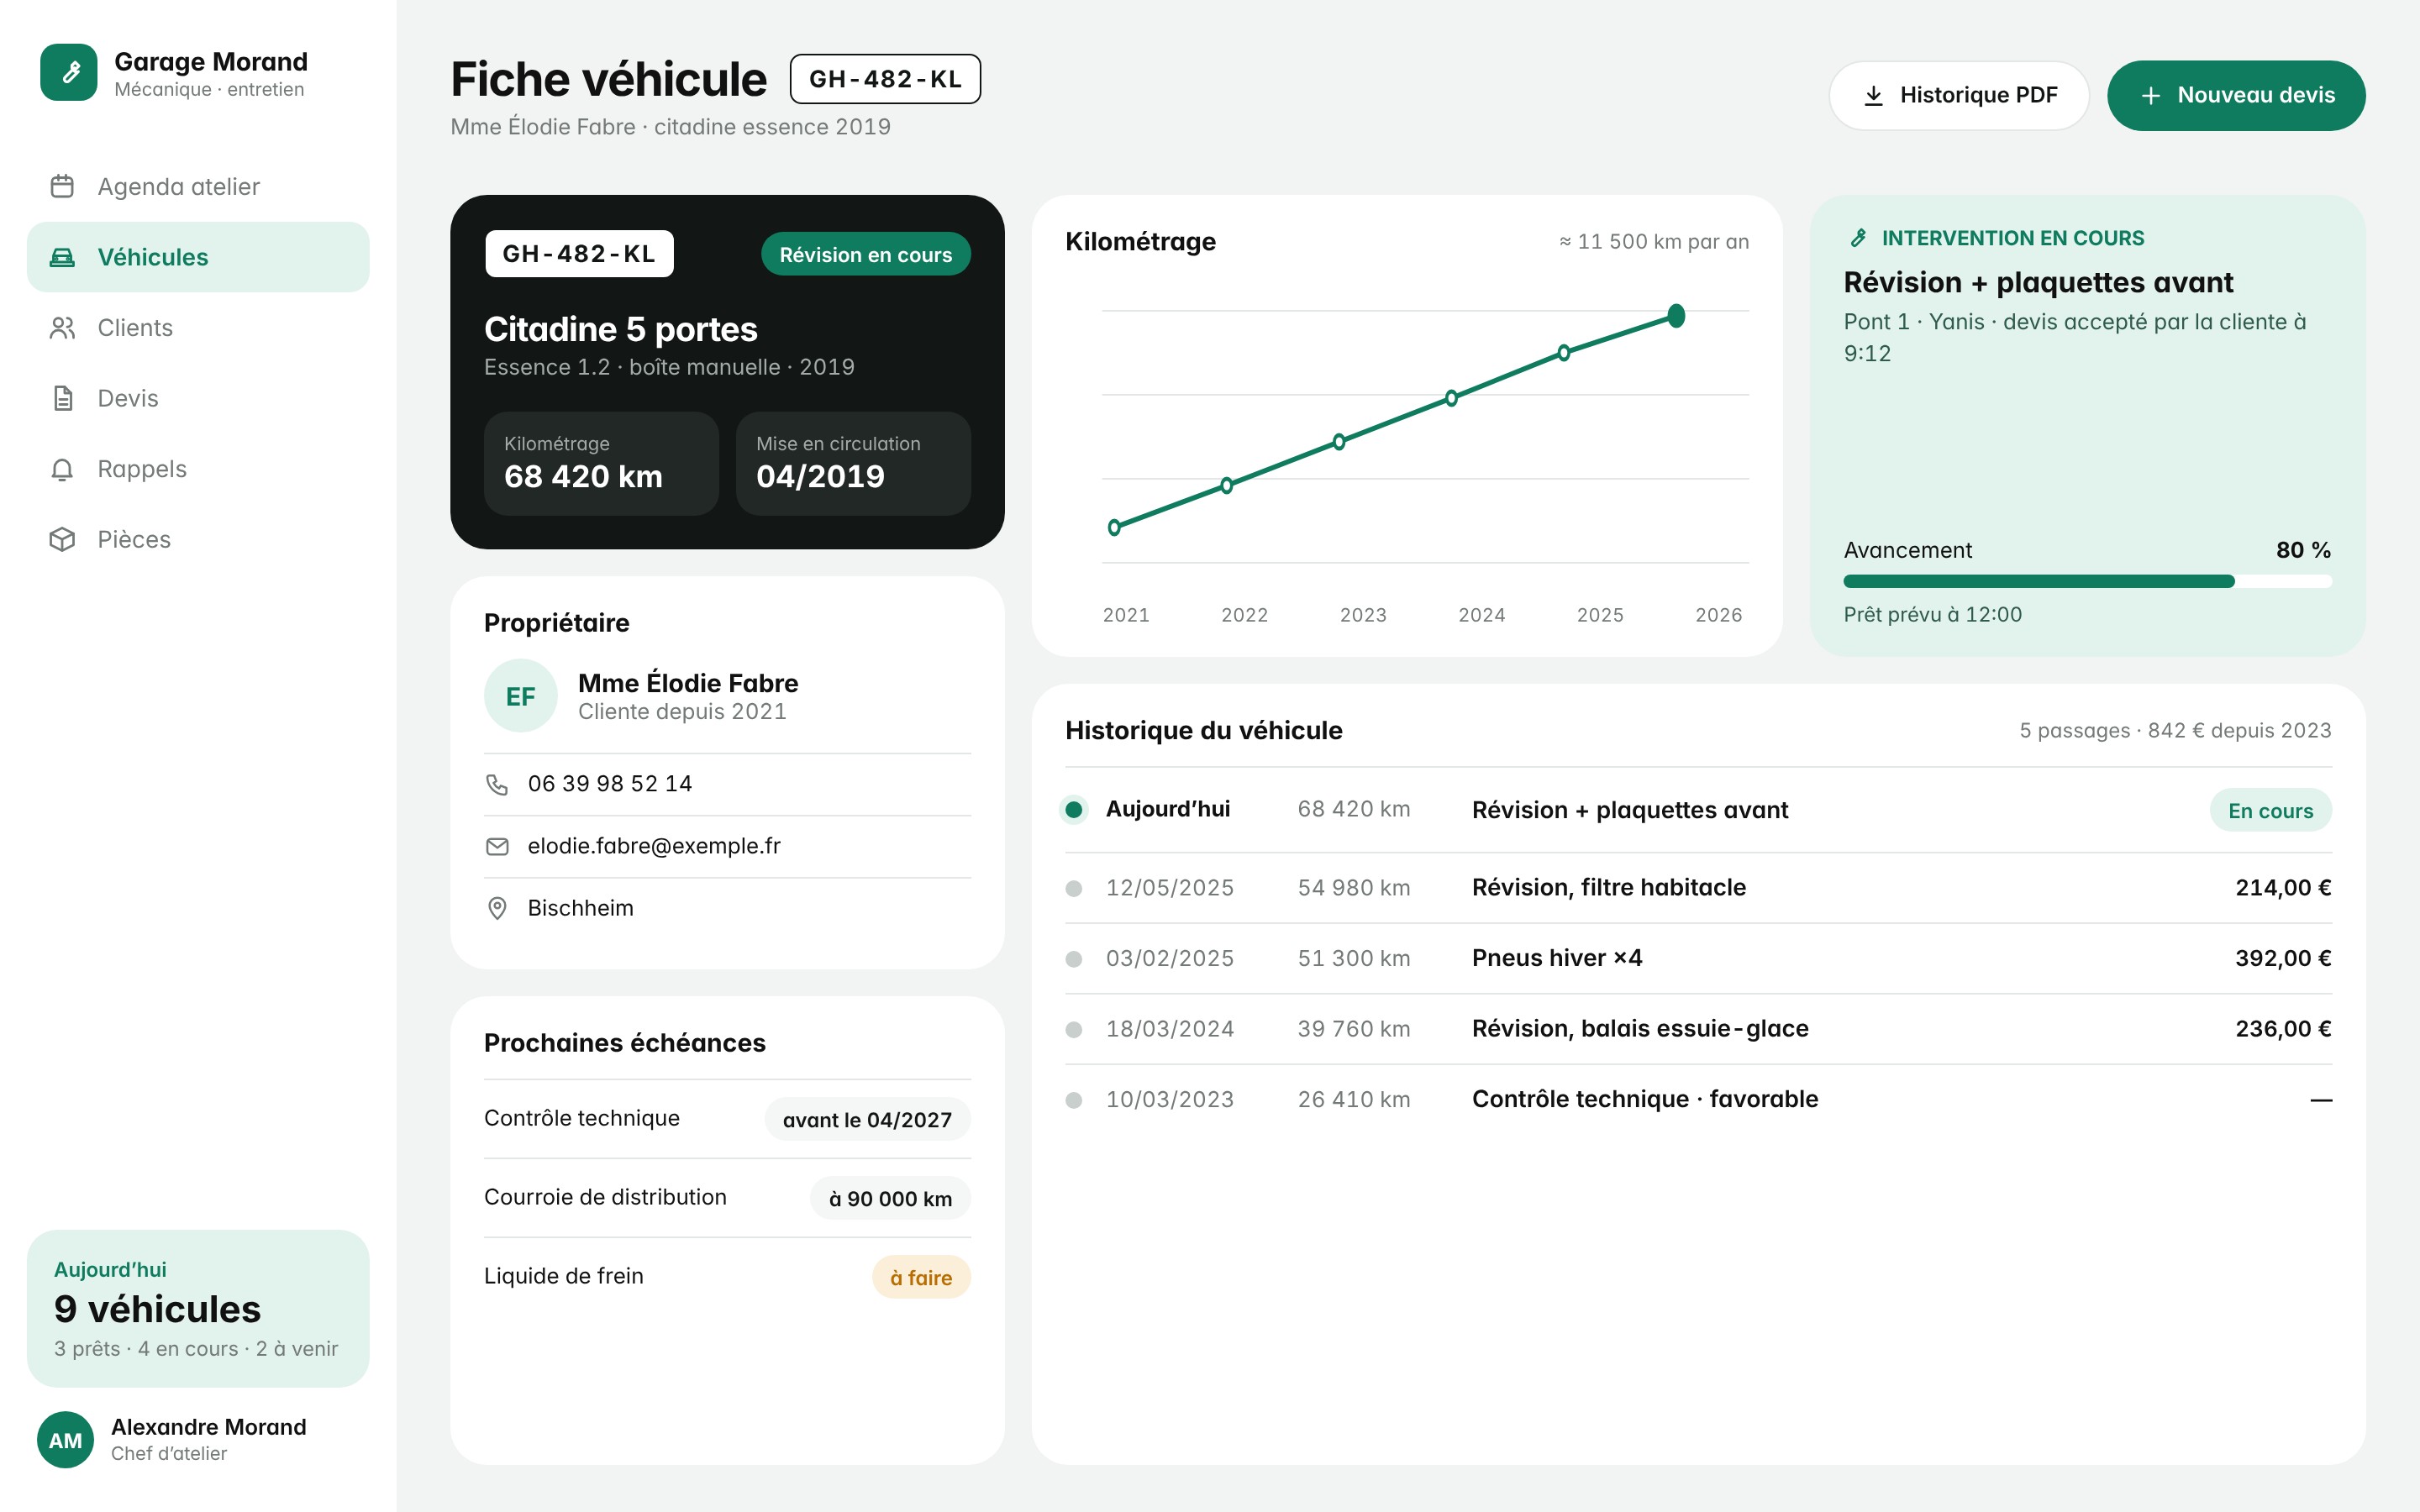 Garage Morand
Mécanique · entretien
Agenda atelier
Véhicules
Clients
Devis
Rappels
Pièces
Aujourd’hui
9 véhicules
3 prêts · 4 en cours · 2 à venir
AM
Alexandre Morand
Chef d’atelier
Fiche véhicule
GH-482-KL
Mme Élodie Fabre · citadine essence 2019
Historique PDF
Nouveau devis
GH-482-KL
Révision en cours
Citadine 5 portes
Essence 1.2 · boîte manuelle · 2019
Kilométrage
68 420 km
Mise en circulation
04/2019
Propriétaire
EF
Mme Élodie Fabre
Cliente depuis 2021
06 39 98 52 14
elodie.fabre@exemple.fr
Bischheim
Prochaines échéances
Contrôle technique
avant le 04/2027
Courroie de distribution
à 90 000 km
Liquide de frein
à faire
Kilométrage
≈ 11 500 km par an
2021 2022 2023 2024 2025 2026
INTERVENTION EN COURS
Révision + plaquettes avant
Pont 1 · Yanis · devis accepté par la cliente à
9:12
Avancement
80 %
Prêt prévu à 12:00
Historique du véhicule
5 passages · 842 € depuis 2023
Aujourd’hui 68 420 km Révision + plaquettes avant En cours
12/05/2025 54 980 km Révision, filtre habitacle 214,00 €
03/02/2025 51 300 km Pneus hiver ×4 392,00 €
18/03/2024 39 760 km Révision, balais essuie-glace 236,00 €
10/03/2023 26 410 km Contrôle technique · favorable —